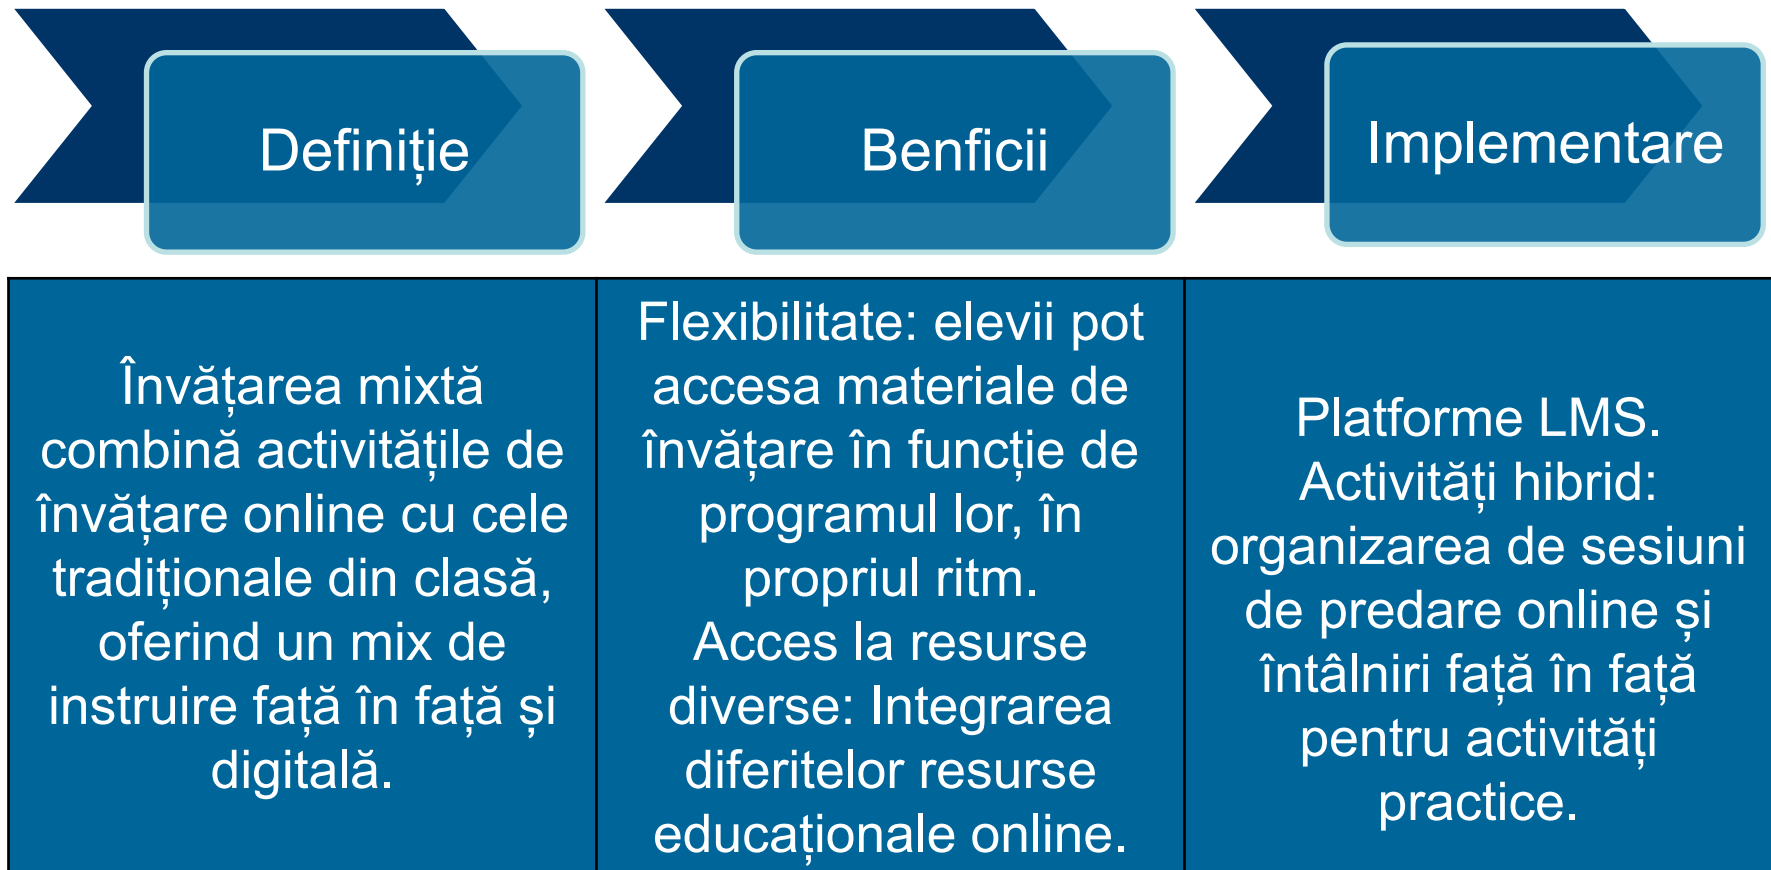 Definiție
Benficii
Implementare
Învățarea mixtă
combină activitățile de
învățare online cu cele
tradiționale din clasă,
oferind un mix de
instruire față în față și
digitală.
Flexibilitate: elevii pot
accesa materiale de
învățare în funcție de
programul lor, în
propriul ritm.
Acces la resurse
diverse: Integrarea
diferitelor resurse
educaționale online.
Platforme LMS.
Activități hibrid:
organizarea de sesiuni
de predare online și
întâlniri față în față
pentru activități
practice.